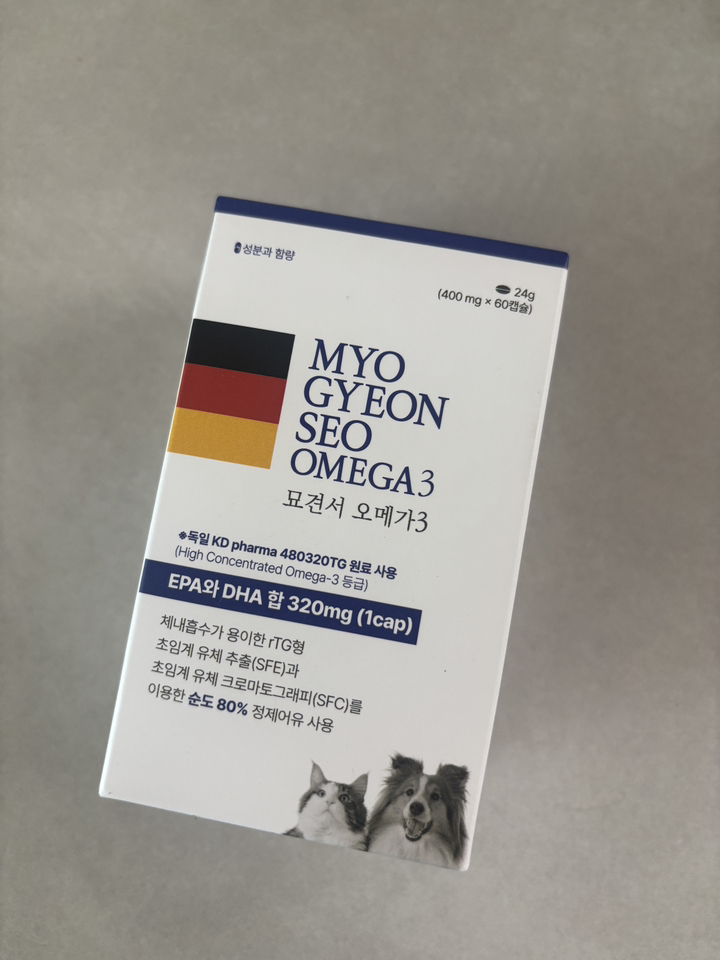 성분과 함량
24g
(400 mg × 60캡슐)
MYO
GYEON
SEO
OMEGA3
묘견서 오메가3
※독일 KD pharma 480320TG 원료 사용
(High Concentrated Omega-3 등급)
EPA와 DHA 합 320mg (1cap)
체내흡수가 용이한 rTG형
초임계 유체 추출(SFE)과
초임계 유체 크로마토그래피(SFC)를
이용한 순도 80% 정제어유 사용